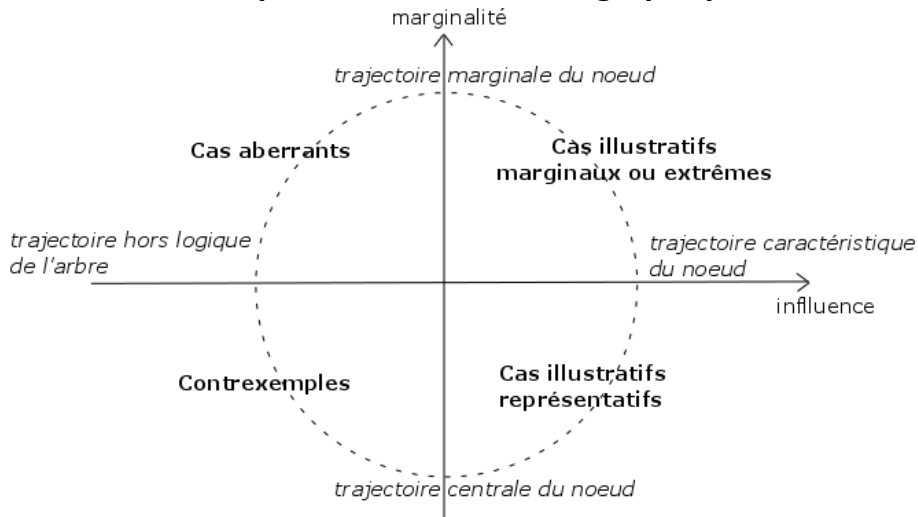 marginalité
trajectoire marginale du noeud
Cas aberrants
Cas illustratifs
marginaux ou extrêmes
trajectoire hors logique
de l'arbre
trajectoire caractéristique
du noeud
influence
Contrexemples
Cas illustratifs
représentatifs
trajectoire centrale du noeud